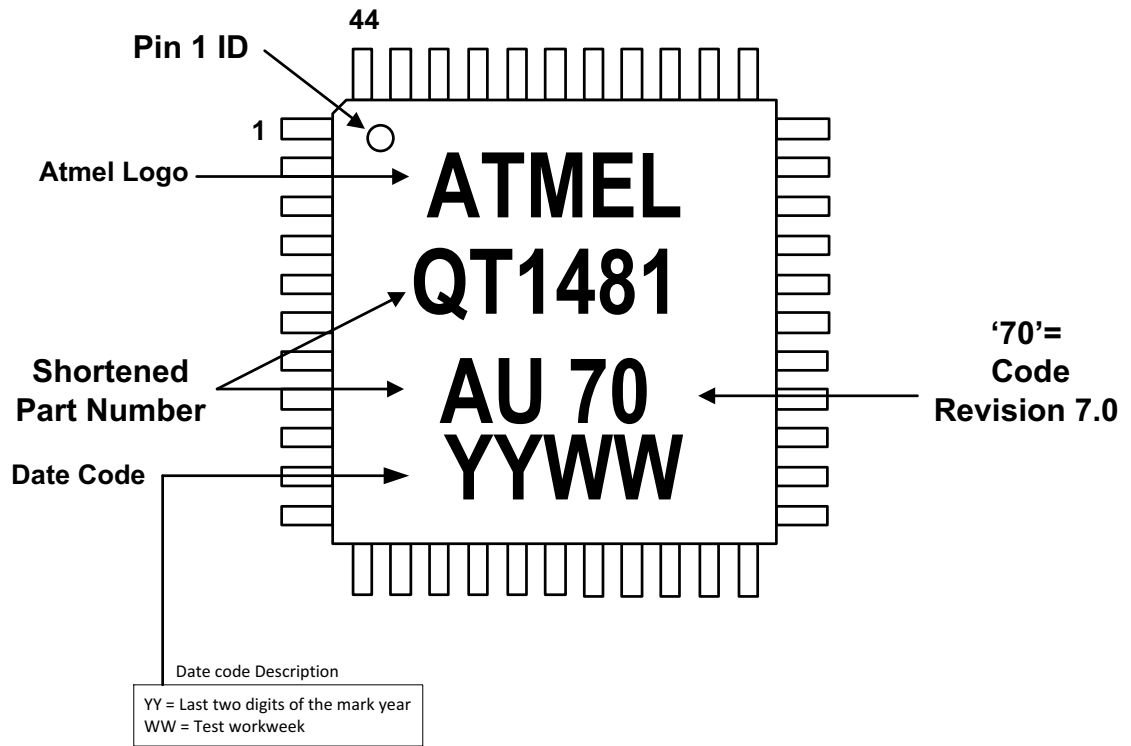 44
Pin 1 ID
1
Atmel Logo
ATMEL
QT1481
Shortened
Part Number
AU 70
‘70’=
Code
Revision 7.0
Date Code
YYWW
Date code Description
YY = Last two digits of the mark year
WW = Test workweek